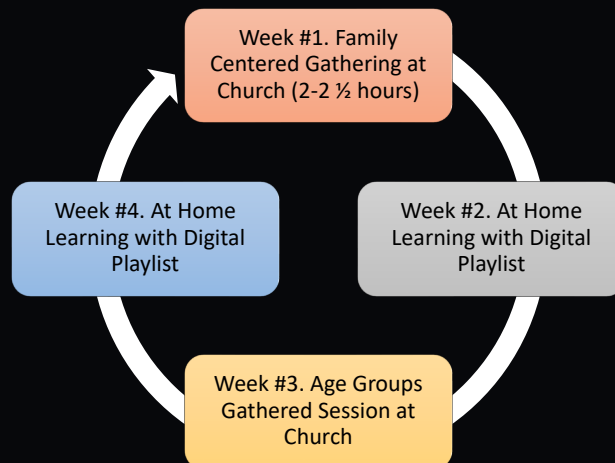 Week #1. Family
Centered Gathering at
Church (2-2 ½ hours)
Week #2. At Home
Learning with Digital
Playlist
Week #3. Age Groups
Gathered Session at
Church
Week #4. At Home
Learning with Digital
Playlist